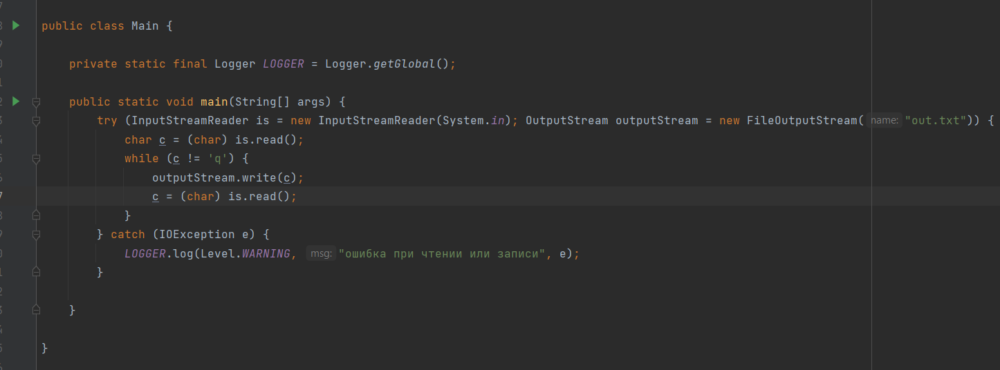 public class Main {
private static final Logger LOGGER = Logger.getGlobal();
public static void main(String[] args) {
try (InputStreamReader is = new InputStreamReader(System.in); OutputStream outputStream = new FileOutputStream( name: "out.txt")) {
char c = (char) is.read();
while (c != 'q') {
outputStream.write(c);
c = (char) is.read();
}
} catch (IOException e) {
LOGGER.log(Level.WARNING, msg: "ошибка при чтении или записи", e);
}
}
}